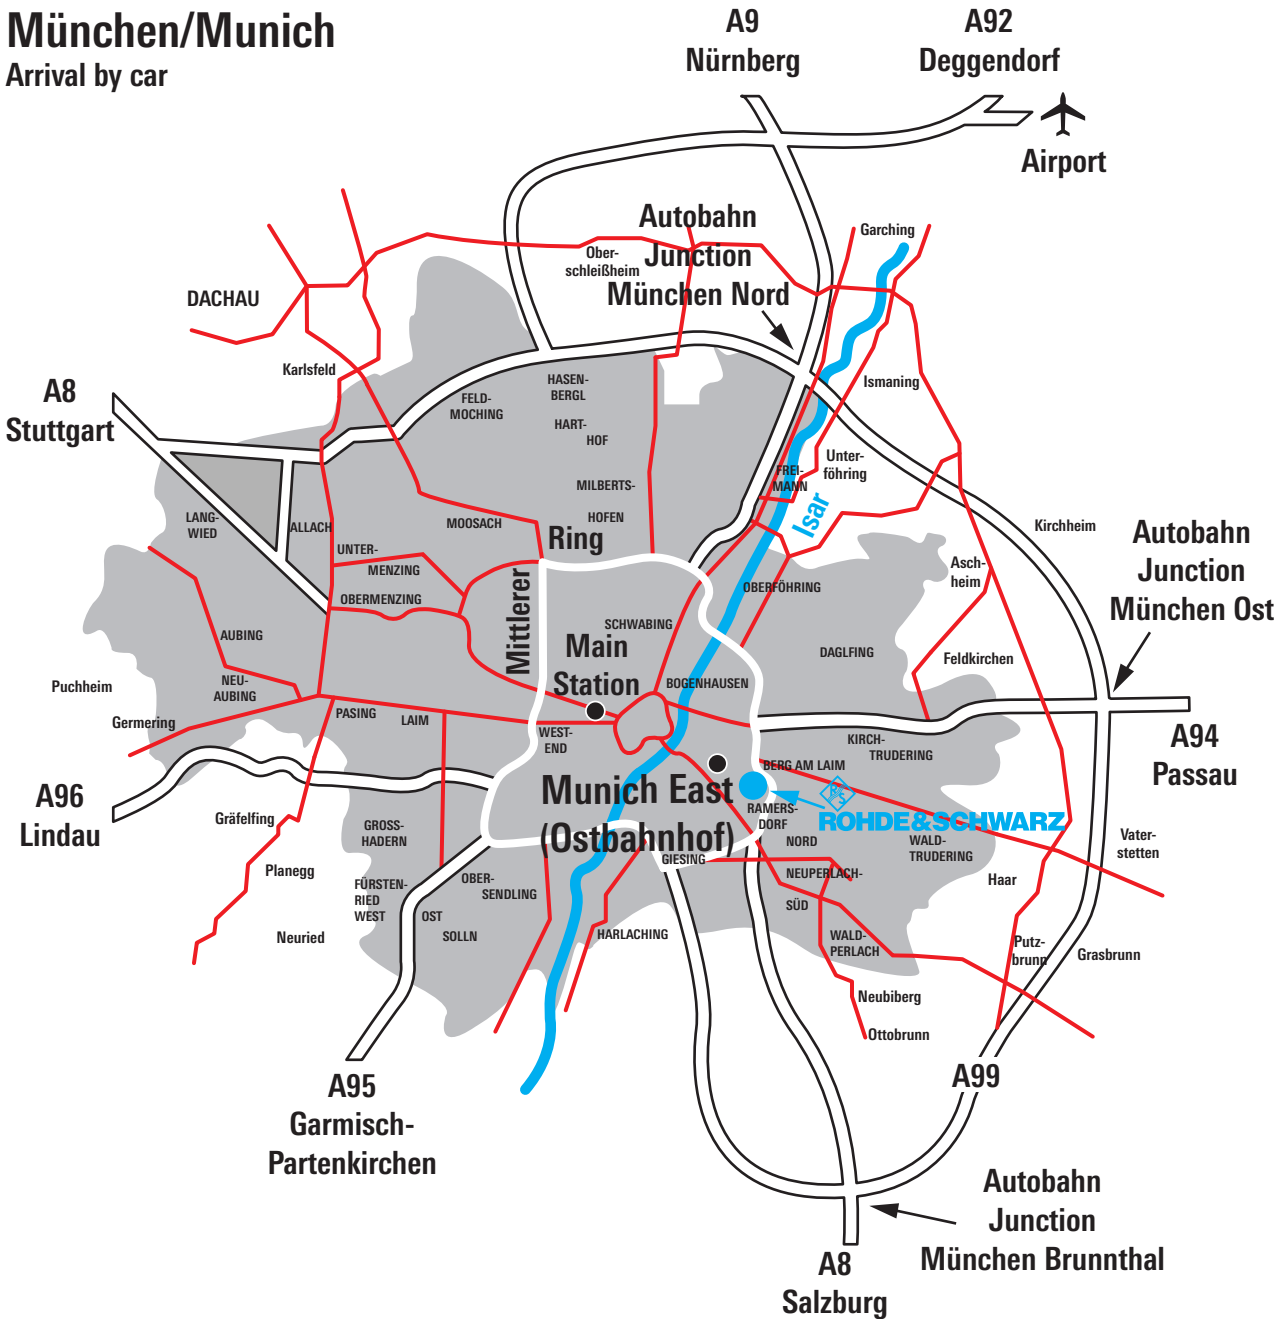 München/Munich
Arrival by car
A9
Nürnberg
A92
Deggendorf
Airport
Autobahn
Junction
München Nord
Garching
Ober-
schleißheim
DACHAU
Karlsfeld
A8
Stuttgart
HASEN-
BERGL
FELD-
MOCHING
HART-
HOF
Ismaning
Unter-
föhring
FREI-
MANN
MILBERTS-
HOFEN
Isar
LANG-
WIED
ALLACH
MOOSACH
Ring
Kirchheim
Autobahn
Junction
München Ost
UNTER-
MENZING
OBERMENZING
Mittlerer
OBERFÖHRING
Asch-
heim
SCHWABING
Main
Station
AUBING
DAGLFING
Feldkirchen
NEU-
AUBING
Puchheim
BOGENHAUSEN
Germering
PASING
LAIM
WEST-
END
KIRCH-
TRUDERING
A94
Passau
BERG AM LAIM
A96
Lindau
Munich East
(Ostbahnhof)
R
S
ROHDE&SCHWARZ
RAMERS-
DORF
Gräfelfing
GROSS-
HADERN
NORD
WALD-
TRUDERING
Vater-
stetten
GIESING
Planegg
FÜRSTEN-
RIED
WEST
OBER-
SENDLING
NEUPERLACH-
SÜD
Haar
OST
Neuried
SOLLN
HARLACHING
WALD-
PERLACH
Putz-
brunn
Grasbrunn
Neubiberg
Ottobrunn
A95
Garmisch-
Partenkirchen
A99
Autobahn
Junction
München Brunnthal
A8
Salzburg